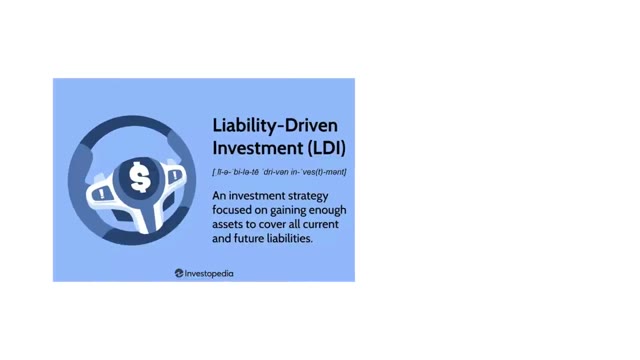 Liability-Driven
Investment (LDI)
[ˌlī-ə-ˈbi-lə-tē ˈdri-vən in-ˈves(t)-mənt]
An investment strategy
focused on gaining enough
assets to cover all current
and future liabilities.
$
! !
Investopedia